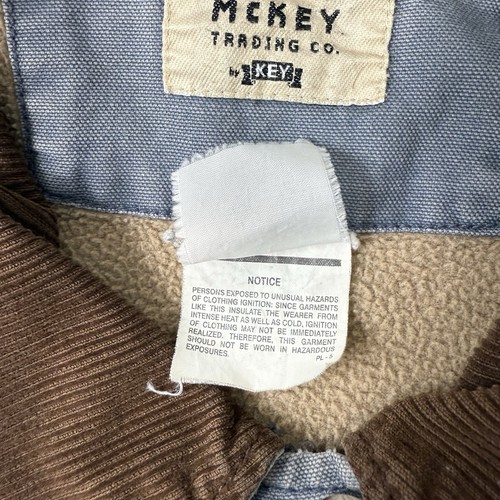 McKEY
TRADING CO.
by KEY
NOTICE
PERSONS EXPOSED TO UNUSUAL HAZARDS
OF CLOTHING IGNITION: SINCE GARMENTS
LIKE THIS INSULATE THE WEARER FROM
INTENSE HEAT AS WELL AS COLD, IGNITION
OF CLOTHING MAY NOT BE IMMEDIATELY
REALIZED. THEREFORE, THIS GARMENT
SHOULD NOT BE WORN IN HAZARDOUS
EXPOSURES. PL-5